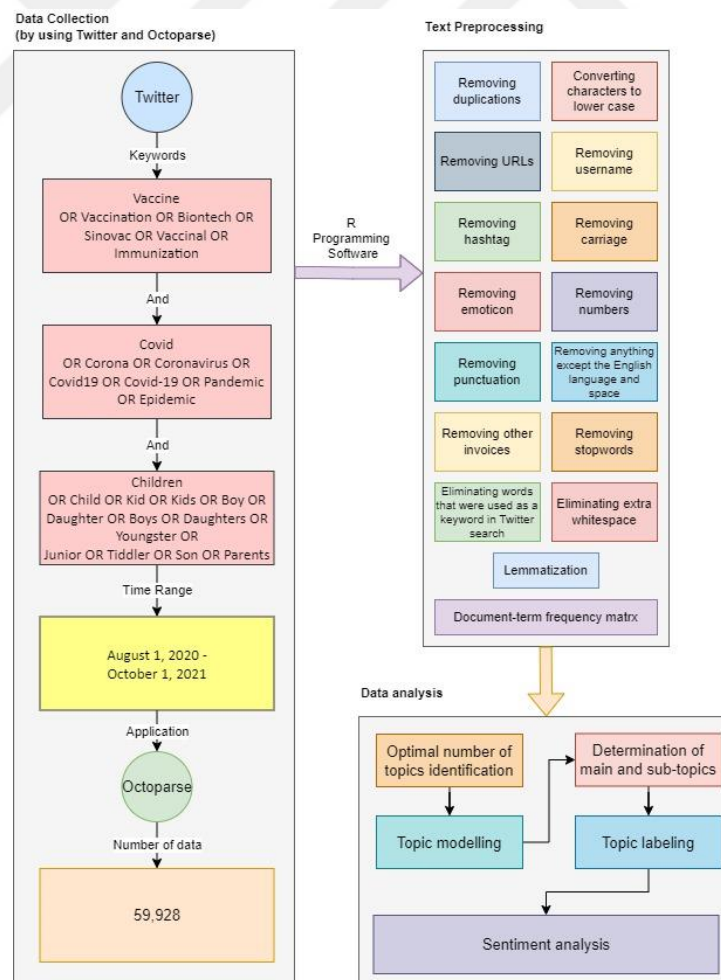 Data Collection
(by using Twitter and Octoparse)
Twitter
Keywords
Vaccine
OR Vaccination OR Biontech OR
Sinovac OR Vaccinal OR
Immunization
And
Covid
OR Corona OR Coronavirus OR
Covid19 OR Covid-19 OR Pandemic
OR Epidemic
And
Children
OR Child OR Kid OR Kids OR Boy OR
Daughter OR Boys OR Daughters OR
Youngster OR
Junior OR Tiddler OR Son OR Parents
Time Range
August 1, 2020 -
October 1, 2021
Application
Octoparse
Number of data
59,928
R
Programming
Software
Text Preprocessing
Removing
duplications
Converting
characters to
lower case
Removing URLs
Removing
username
Removing
hashtag
Removing
carriage
Removing
emoticon
Removing
numbers
Removing
punctuation
Removing anything
except the English
language and
space
Removing other
invoices
Removing
stopwords
Eliminating words
that were used as a
keyword in Twitter
search
Eliminating extra
whitespace
Lemmatization
Document-term frequency matrx
Data analysis
Optimal number of
topics identification
Determination of
main and sub-topics
Topic modelling
Topic labeling
Sentiment analysis